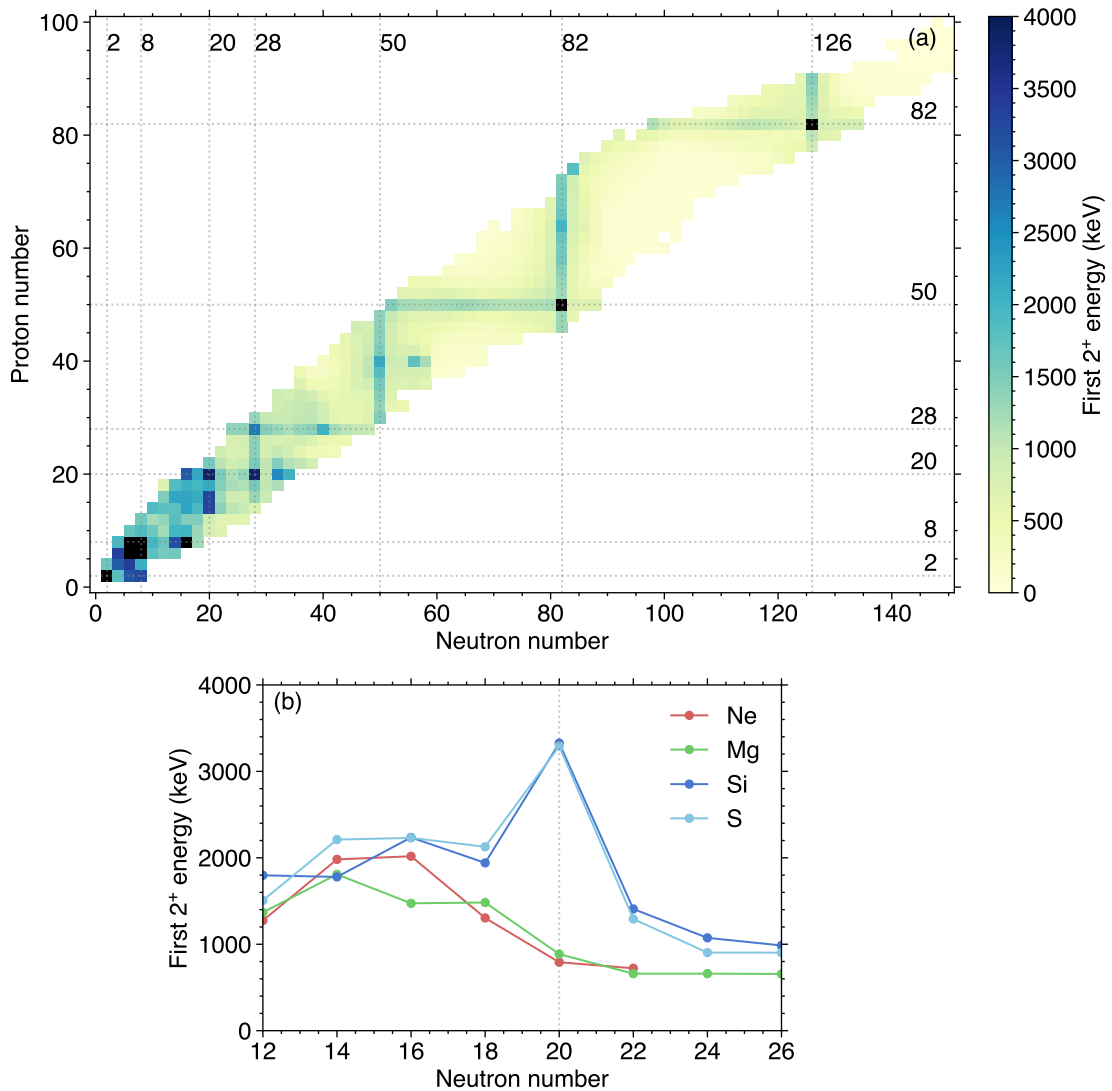 100
80
60
40
20
0
Proton number
2 8 20 28 50 82 126 (a)
82
50
28
20
8
2
0 20 40 60 80 100 120 140
Neutron number
4000
3500
3000
2500
2000
1500
1000
500
0
First 2⁺ energy (keV)
(b)
4000
3000
2000
1000
0
First 2⁺ energy (keV)
Ne
Mg
Si
S
12 14 16 18 20 22 24 26
Neutron number